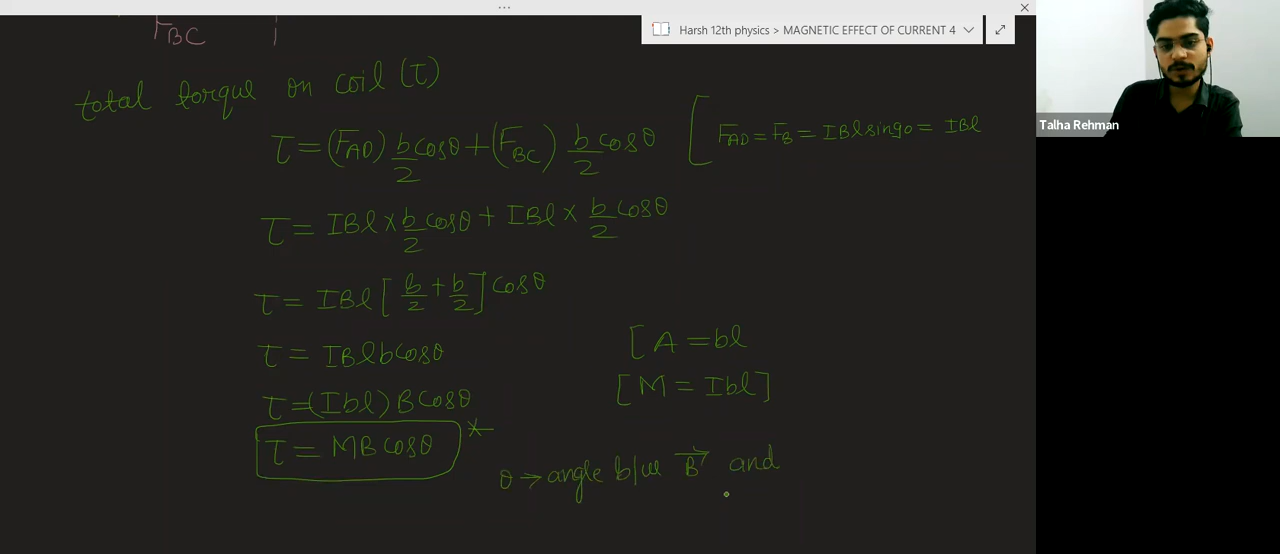 ...
Harsh 12th physics > MAGNETIC EFFECT OF CURRENT 4
Talha Rehman
F_BC
total torque on coil (τ)
τ = (F_AD) b/2 cosθ + (F_BC) b/2 cosθ [ F_AD = F_B = IBl sin90 = IBl
τ = IBl × b/2 cosθ + IBl × b/2 cosθ
τ = IBl [ b/2 + b/2 ] cosθ
τ = IBlb cosθ
[ A = bl
[ M = Ibl ]
τ = (Ibl) B cosθ
τ = MB cosθ *
θ → angle b/w B⃗ and